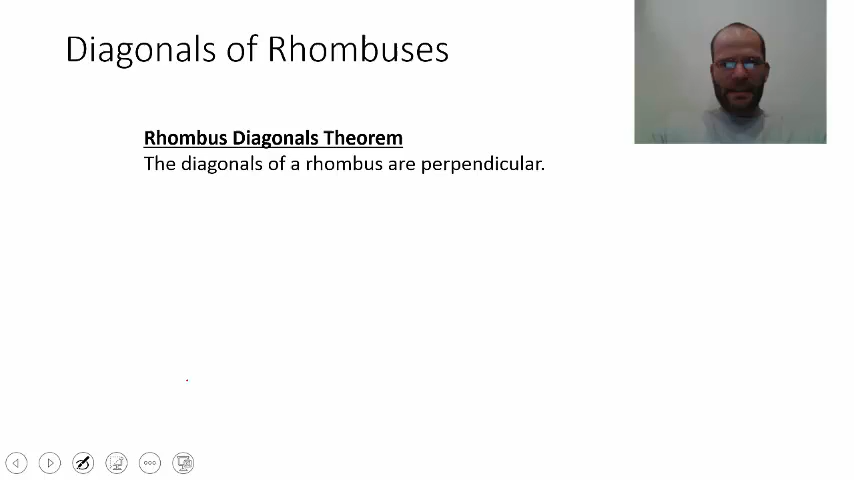 Diagonals of Rhombuses
Rhombus Diagonals Theorem
The diagonals of a rhombus are perpendicular.